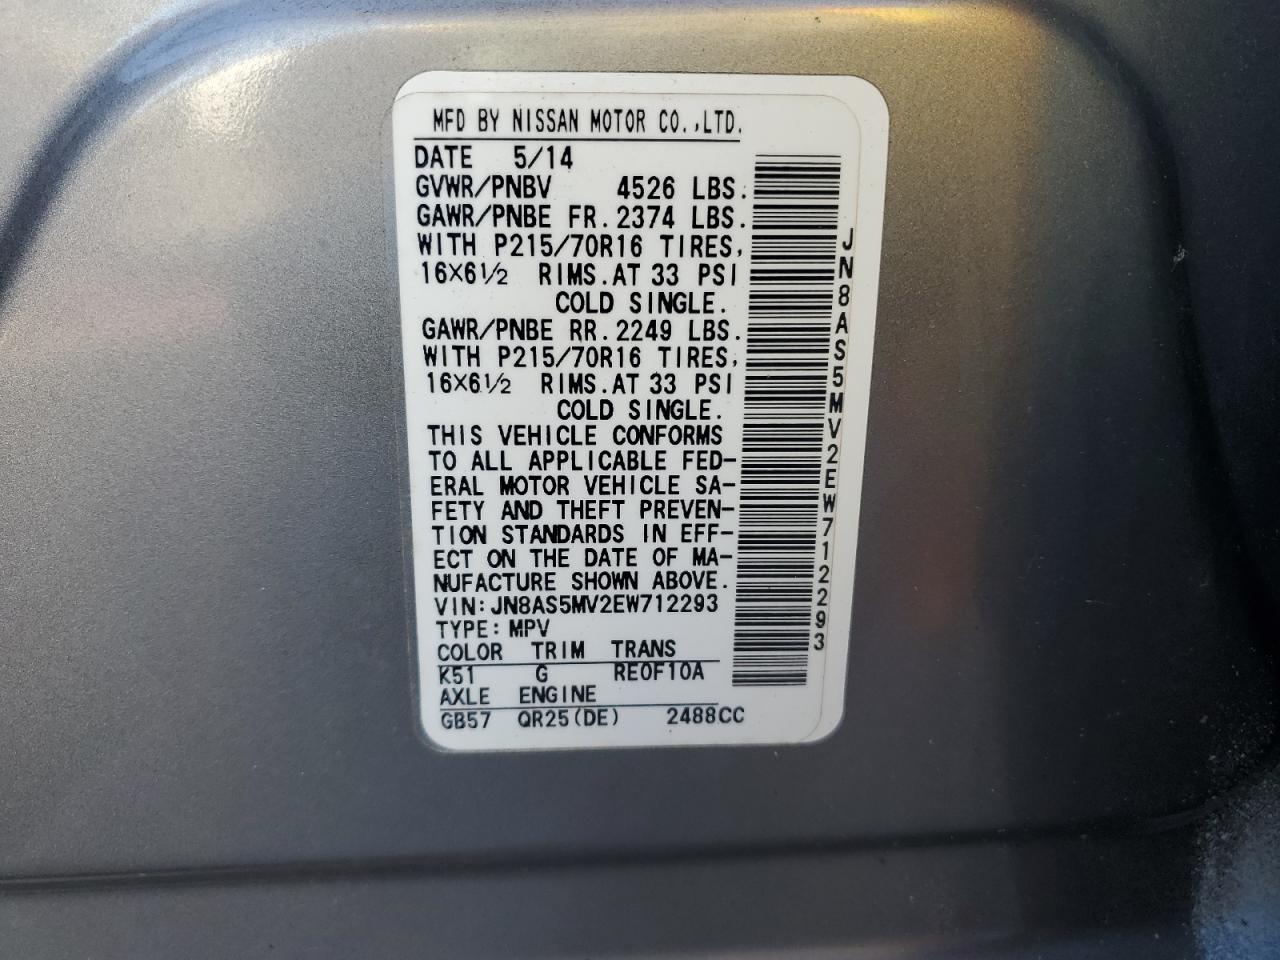 MFD BY NISSAN MOTOR CO.,LTD.
DATE 5/14
GVWR/PNBV 4526 LBS.
GAWR/PNBE FR. 2374 LBS.
WITH P215/70R16 TIRES,
16×6½ RIMS. AT 33 PSI
COLD SINGLE.
GAWR/PNBE RR. 2249 LBS.
WITH P215/70R16 TIRES,
16×6½ RIMS. AT 33 PSI
COLD SINGLE.
THIS VEHICLE CONFORMS
TO ALL APPLICABLE FED-
ERAL MOTOR VEHICLE SA-
FETY AND THEFT PREVEN-
TION STANDARDS IN EFF-
ECT ON THE DATE OF MA-
NUFACTURE SHOWN ABOVE.
VIN: JN8AS5MV2EW712293
TYPE: MPV
COLOR TRIM TRANS
K51 G RE0F10A
AXLE ENGINE
GB57 QR25(DE) 2488CC
JN8AS5MV2EW712293